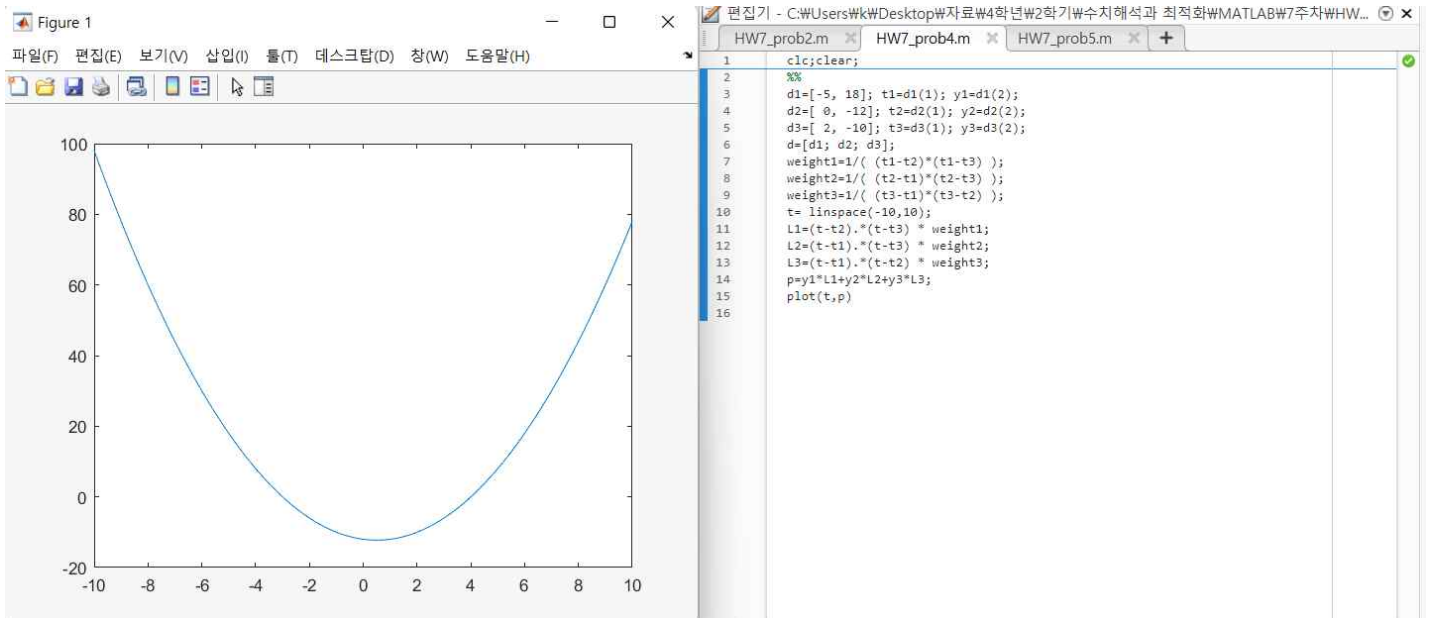 Figure 1
파일(F) 편집(E) 보기(V) 삽입(I) 툴(T) 데스크탑(D) 창(W) 도움말(H)
100
80
60
40
20
0
-20
-10 -8 -6 -4 -2 0 2 4 6 8 10
편집기 - C:₩Users₩k₩Desktop₩자료₩4학년₩2학기₩수치해석과 최적화₩MATLAB₩7주차₩HW...
HW7_prob2.m HW7_prob4.m HW7_prob5.m +
1 clc;clear;
2 %%
3 d1=[-5, 18]; t1=d1(1); y1=d1(2);
4 d2=[ 0, -12]; t2=d2(1); y2=d2(2);
5 d3=[ 2, -10]; t3=d3(1); y3=d3(2);
6 d=[d1; d2; d3];
7 weight1=1/( (t1-t2)*(t1-t3) );
8 weight2=1/( (t2-t1)*(t2-t3) );
9 weight3=1/( (t3-t1)*(t3-t2) );
10 t= linspace(-10,10);
11 L1=(t-t2).*(t-t3) * weight1;
12 L2=(t-t1).*(t-t3) * weight2;
13 L3=(t-t1).*(t-t2) * weight3;
14 p=y1*L1+y2*L2+y3*L3;
15 plot(t,p)
16